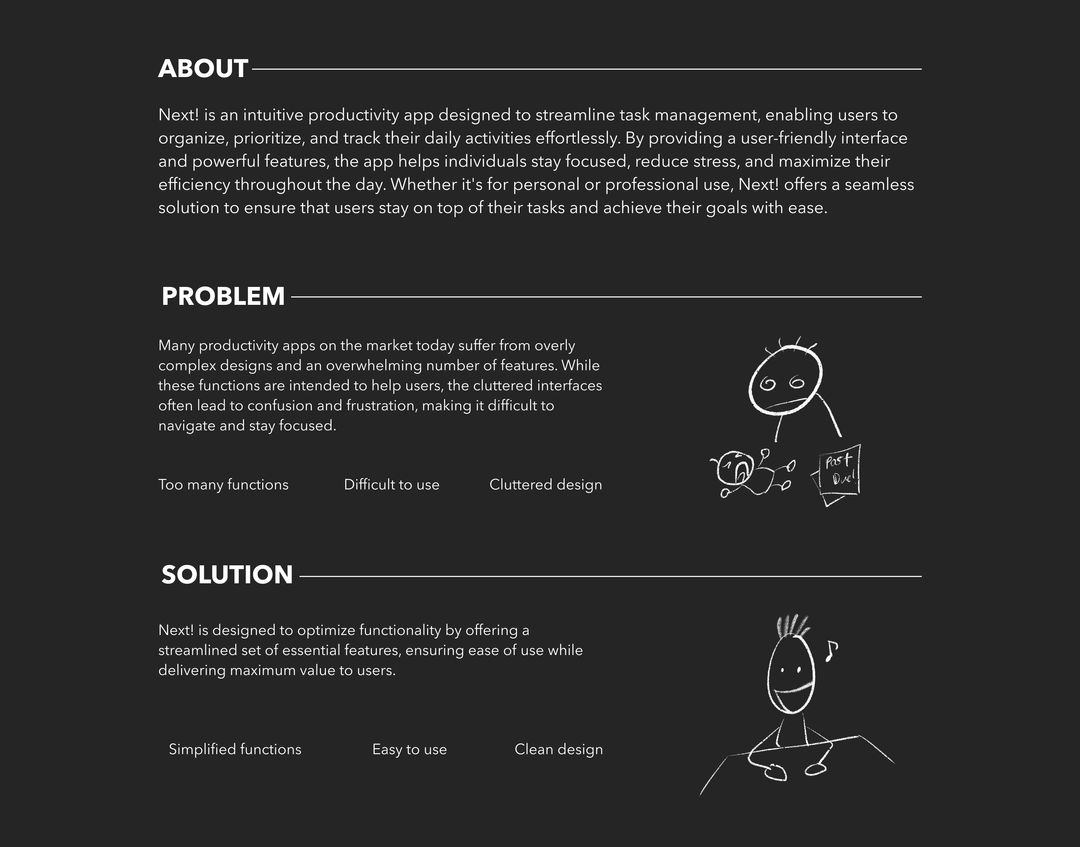 ABOUT
Next! is an intuitive productivity app designed to streamline task management, enabling users to
organize, prioritize, and track their daily activities effortlessly. By providing a user-friendly interface
and powerful features, the app helps individuals stay focused, reduce stress, and maximize their
efficiency throughout the day. Whether it's for personal or professional use, Next! offers a seamless
solution to ensure that users stay on top of their tasks and achieve their goals with ease.
PROBLEM
Many productivity apps on the market today suffer from overly
complex designs and an overwhelming number of features. While
these functions are intended to help users, the cluttered interfaces
often lead to confusion and frustration, making it difficult to
navigate and stay focused.
Too many functions Difficult to use Cluttered design
Past
Due!
SOLUTION
Next! is designed to optimize functionality by offering a
streamlined set of essential features, ensuring ease of use while
delivering maximum value to users.
Simplified functions Easy to use Clean design